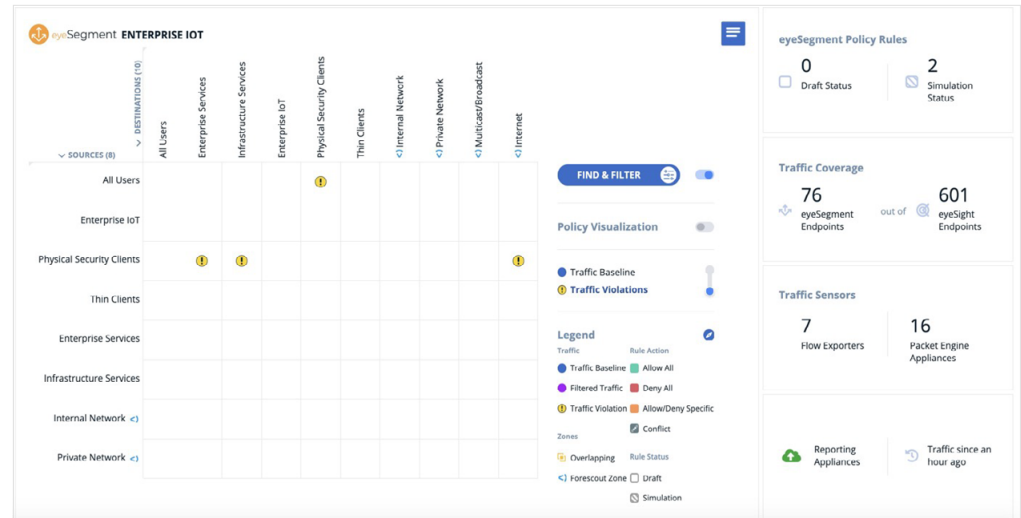 eyeSegment ENTERPRISE IOT
DESTINATIONS (10)
SOURCES (8)
All Users
Enterprise Services
Infrastructure Services
Enterprise IoT
Physical Security Clients
Thin Clients
Internal Network
Private Network
Multicast/Broadcast
Internet
All Users
Enterprise IoT
Physical Security Clients
Thin Clients
Enterprise Services
Infrastructure Services
Internal Network
Private Network
FIND & FILTER
Policy Visualization
Traffic Baseline
Traffic Violations
Legend
Traffic
Rule Action
Traffic Baseline
Allow All
Filtered Traffic
Deny All
Traffic Violation
Allow/Deny Specific
Conflict
Zones
Overlapping
Rule Status
Forescout Zone
Draft
Simulation
eyeSegment Policy Rules
0
Draft Status
2
Simulation
Status
Traffic Coverage
76
eyeSegment
Endpoints
out of
601
eyeSight
Endpoints
Traffic Sensors
7
Flow Exporters
16
Packet Engine
Appliances
Reporting
Appliances
Traffic since an
hour ago